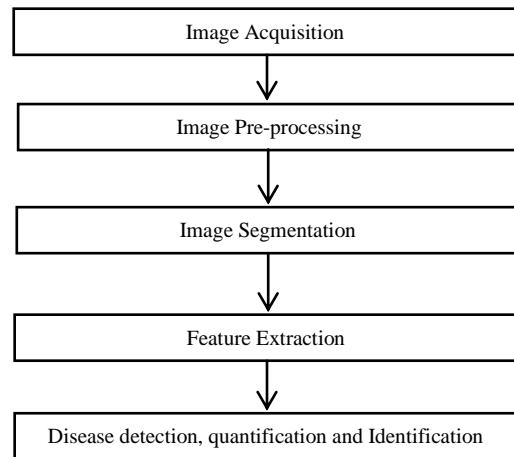 Image Acquisition
Image Pre-processing
Image Segmentation
Feature Extraction
Disease detection, quantification and Identification